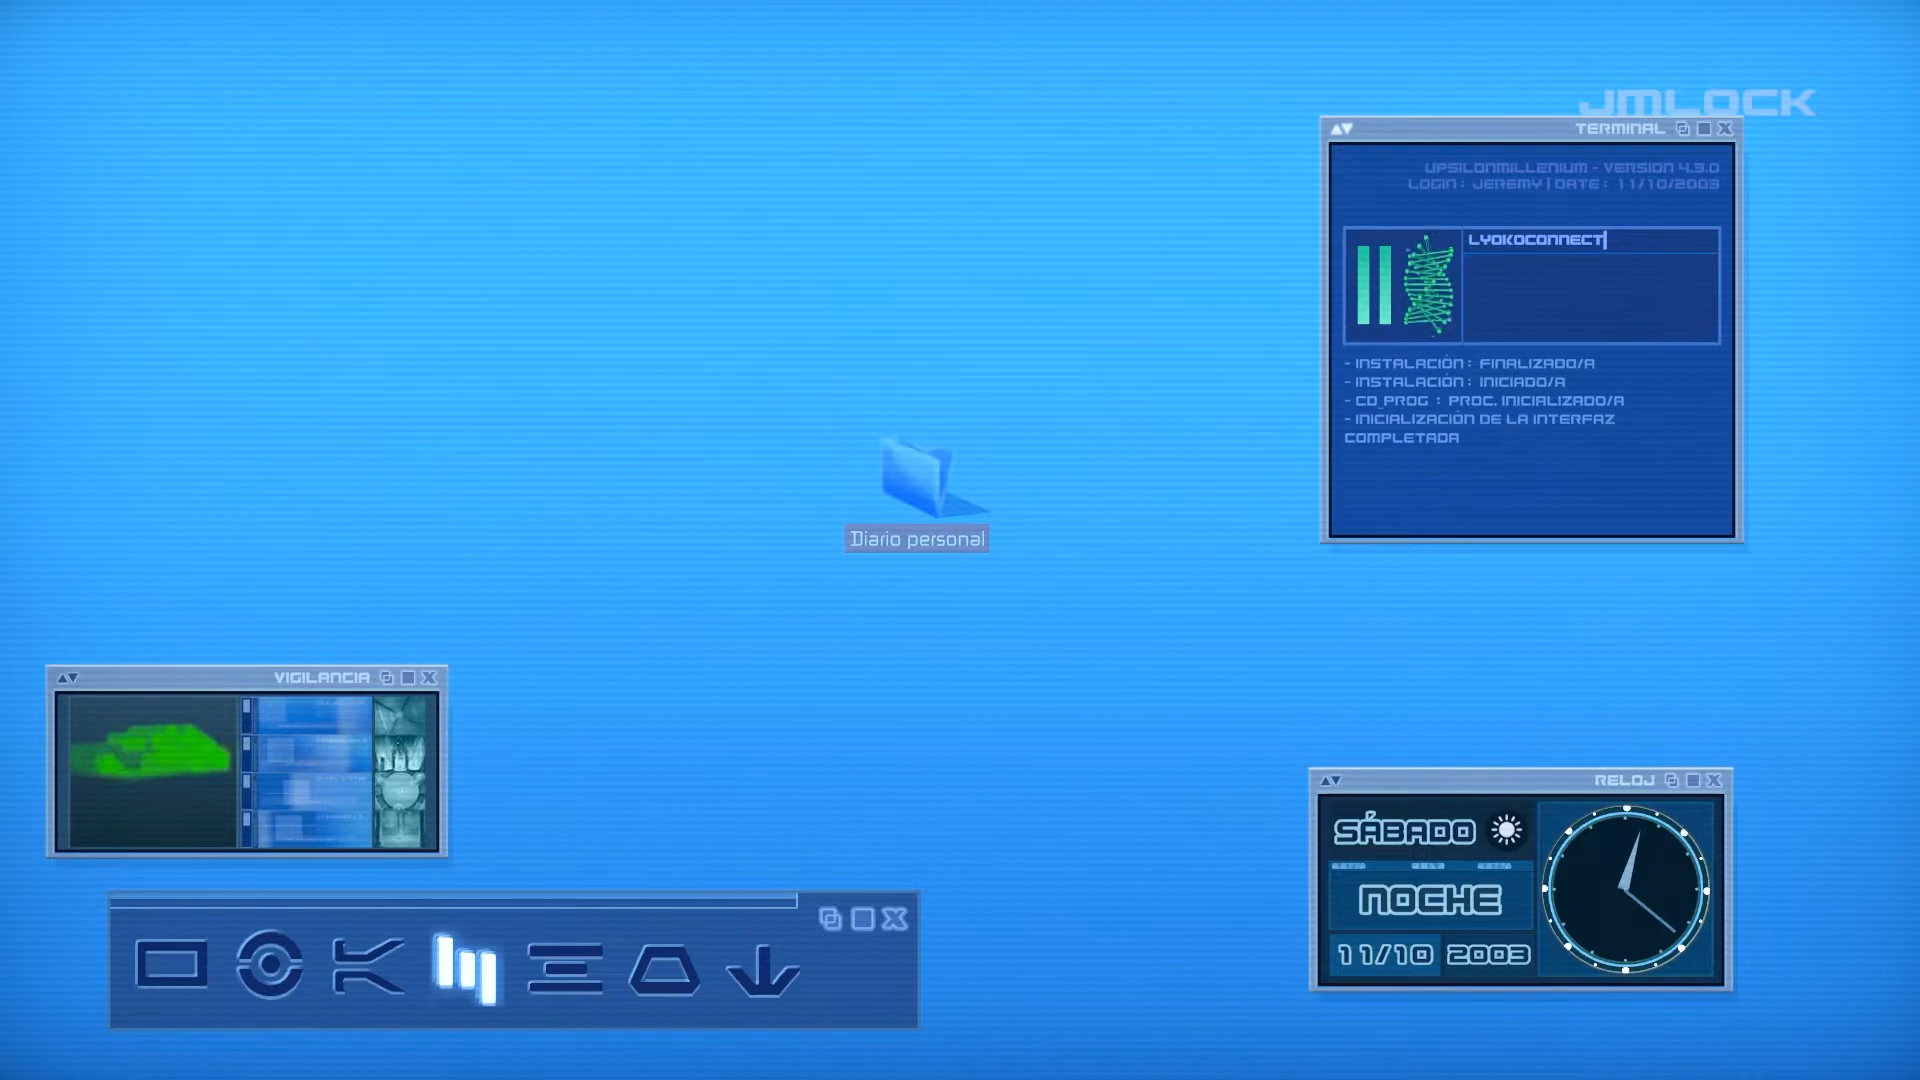 JMLOCK
TERMINAL
UPSILONMILLENIUM - VERSION 4.3.0
LOGIN : JEREMY | DATE : 11/10/2003
LYOKOCONNECT
- INSTALACIÓN : FINALIZADO/A
- INSTALACIÓN : INICIADO/A
- CD_PROG : PROC. INICIALIZADO/A
- INICIALIZACIÓN DE LA INTERFAZ
COMPLETADA
Diario personal
VIGILANCIA
RELOJ
SÁBADO
NOCHE
11/10 2003